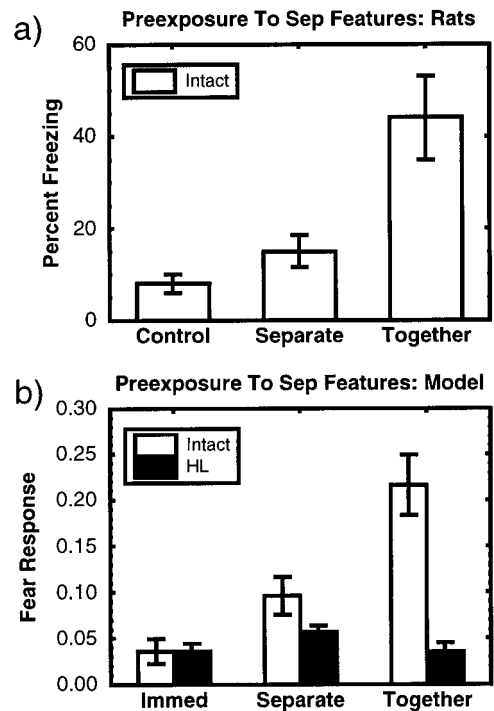 a)
Preexposure To Sep Features: Rats
60
40
20
0
Percent Freezing
Intact
Control Separate Together
b)
Preexposure To Sep Features: Model
0.30
0.25
0.20
0.15
0.10
0.05
0.00
Fear Response
Intact
HL
Immed Separate Together